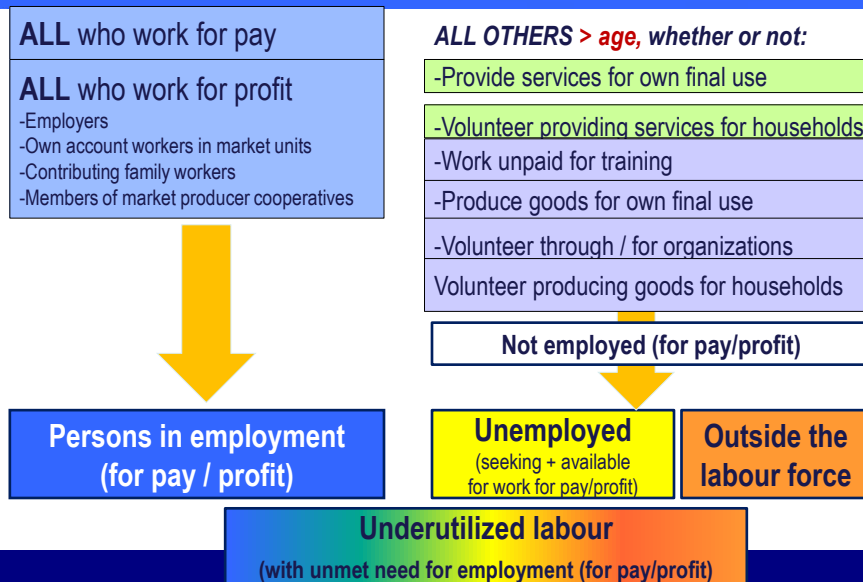 ALL who work for pay
ALL who work for profit
-Employers
-Own account workers in market units
-Contributing family workers
-Members of market producer cooperatives
ALL OTHERS > age, whether or not:
-Provide services for own final use
-Volunteer providing services for households
-Work unpaid for training
-Produce goods for own final use
-Volunteer through / for organizations
Volunteer producing goods for households
Not employed (for pay/profit)
Persons in employment
(for pay / profit)
Unemployed
(seeking + available
for work for pay/profit)
Outside the
labour force
Underutilized labour
(with unmet need for employment (for pay/profit)